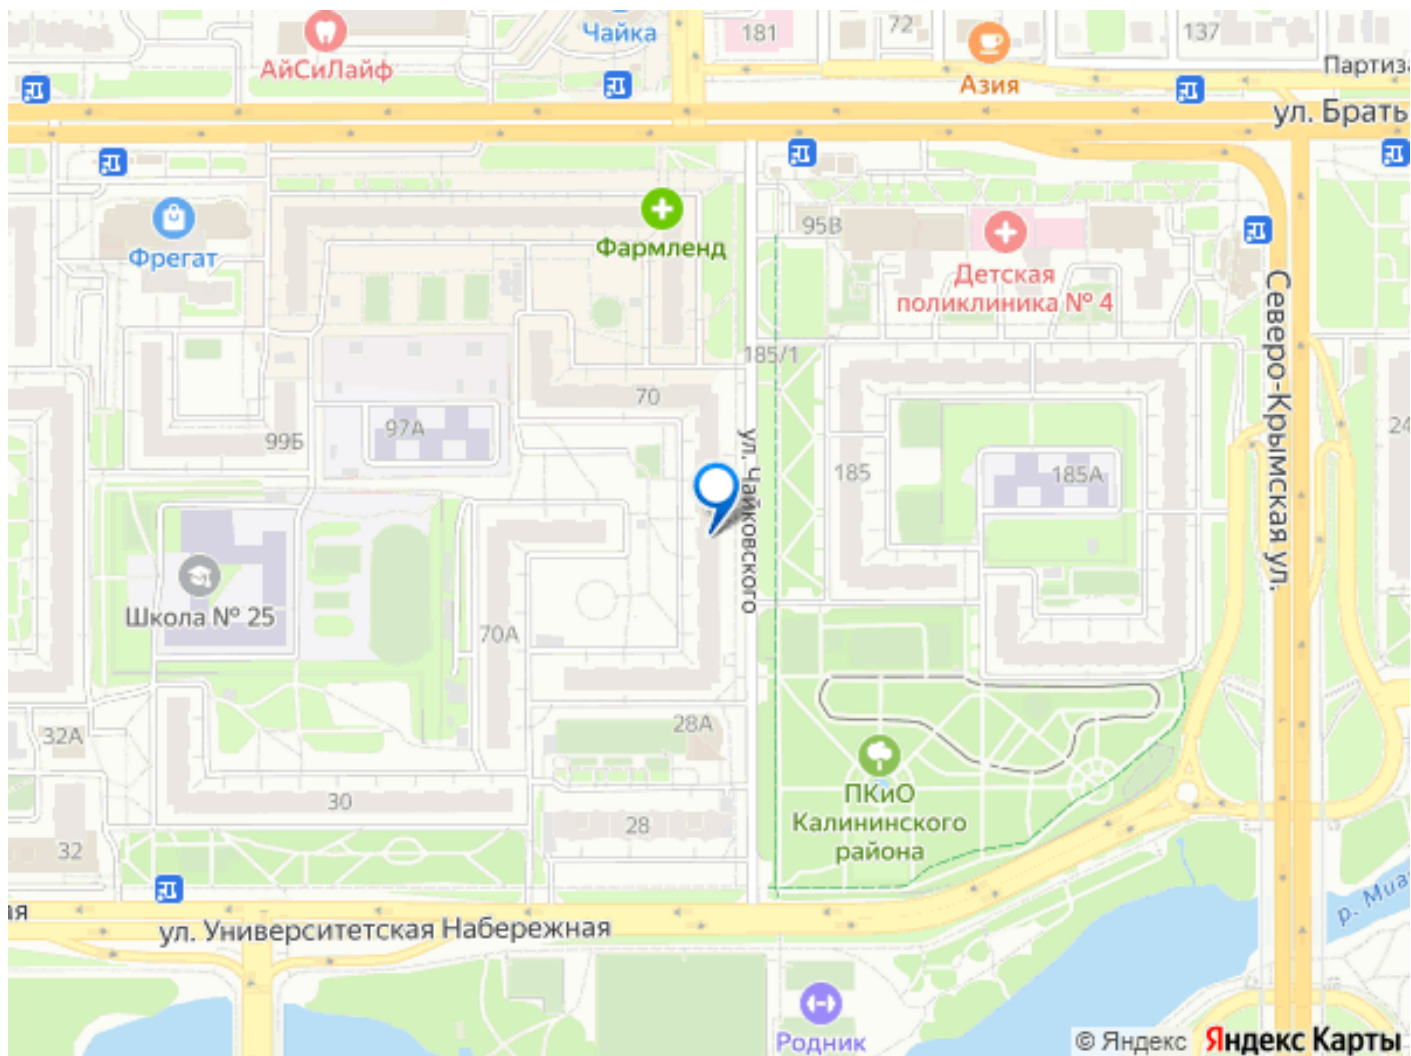 Чайка
181
72
137
АйСиЛайф
Азия
Партиза
ул. Брать
95В
Фрегат
Фармленд
Детская
поликлиника № 4
185/1
70
99Б
97А
185
185А
24
ул. Чайковского
Северо-Крымская ул.
Школа № 25
70А
28А
32А
30
28
32
ПКиО
Калининского
района
ая
ул. Университетская Набережная
р. Миа
Родник
© Яндекс Яндекс Карты